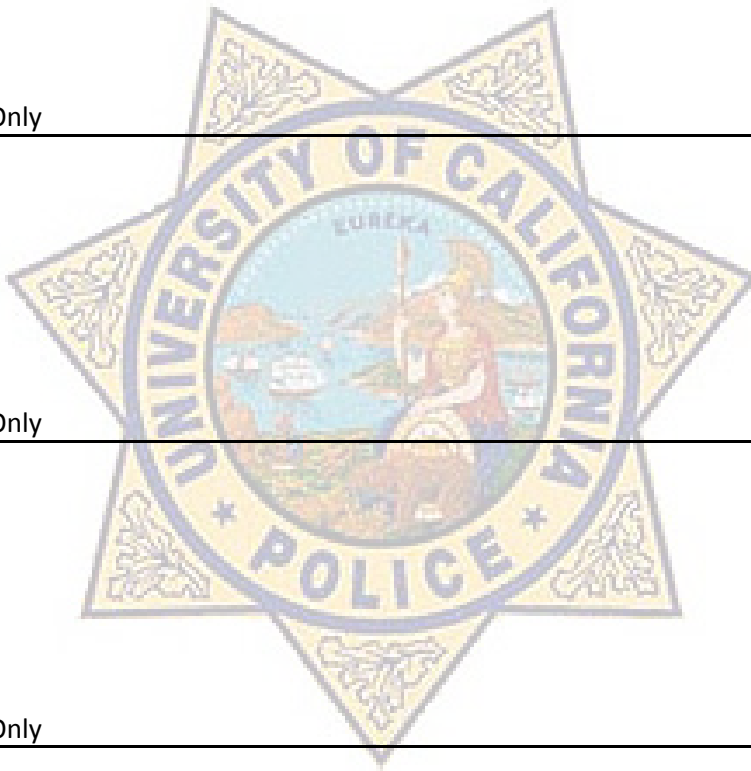 Only
UNIVERSITY OF CALIFORNIA
EUREKA
Only
POLICE
Only